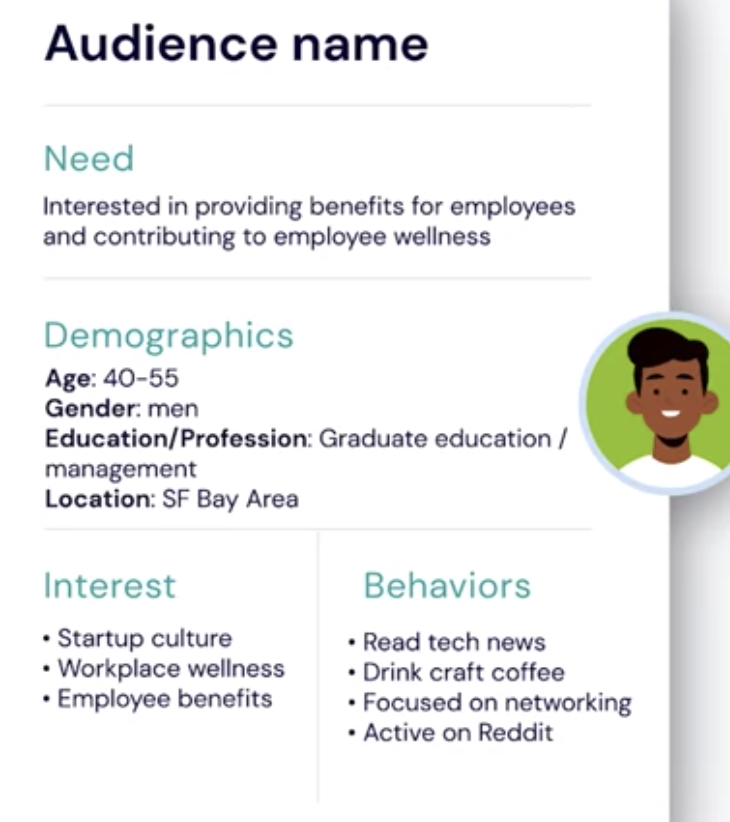 Audience name
Need
Interested in providing benefits for employees
and contributing to employee wellness
Demographics
Age: 40-55
Gender: men
Education/Profession: Graduate education /
management
Location: SF Bay Area
Interest
• Startup culture
• Workplace wellness
• Employee benefits
Behaviors
• Read tech news
• Drink craft coffee
• Focused on networking
• Active on Reddit